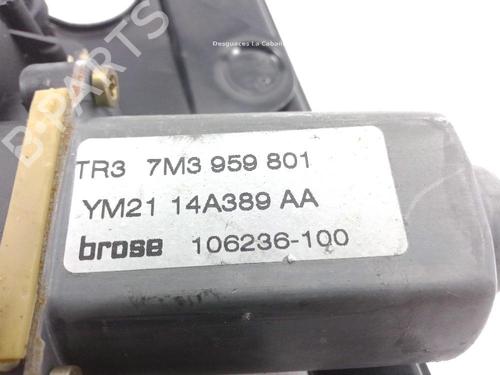 Desguaces La Cabaña
TR3 7M3 959 801
YM21 14A389 AA
brose 106236-100
B-PARTS